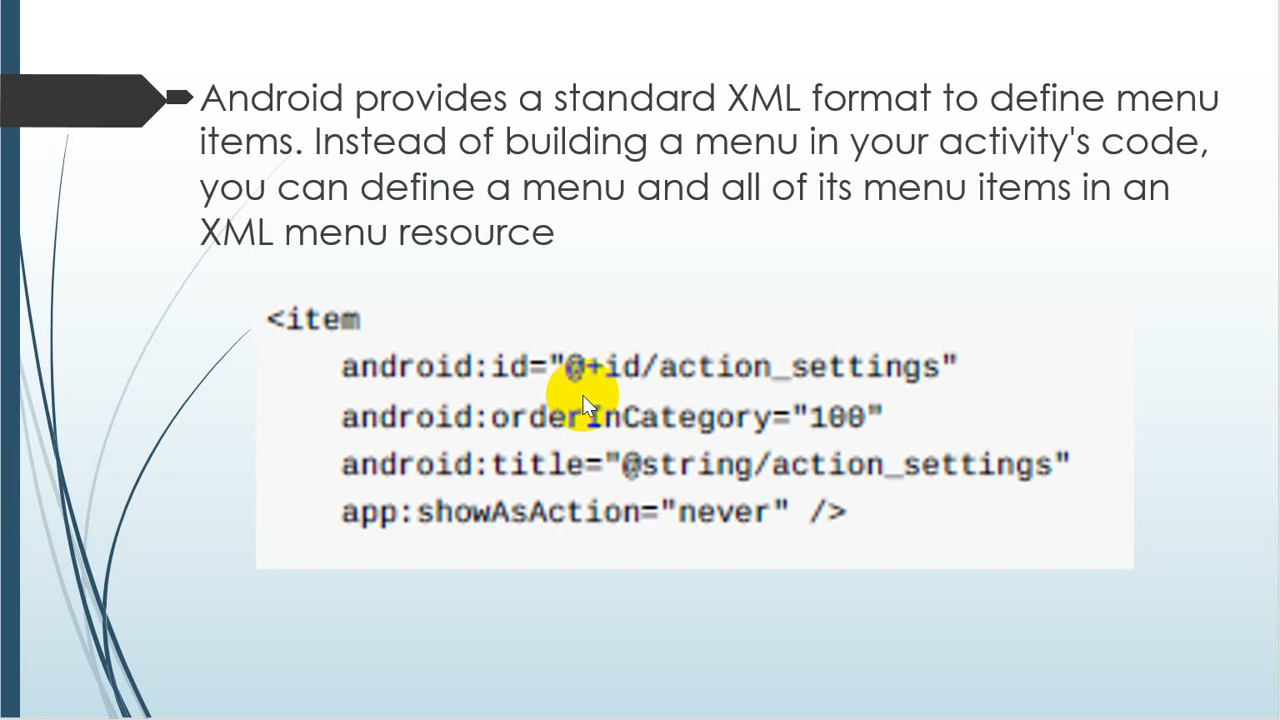 Android provides a standard XML format to define menu
items. Instead of building a menu in your activity's code,
you can define a menu and all of its menu items in an
XML menu resource
<item
android:id="@+id/action_settings"
android:orderInCategory="100"
android:title="@string/action_settings"
app:showAsAction="never" />